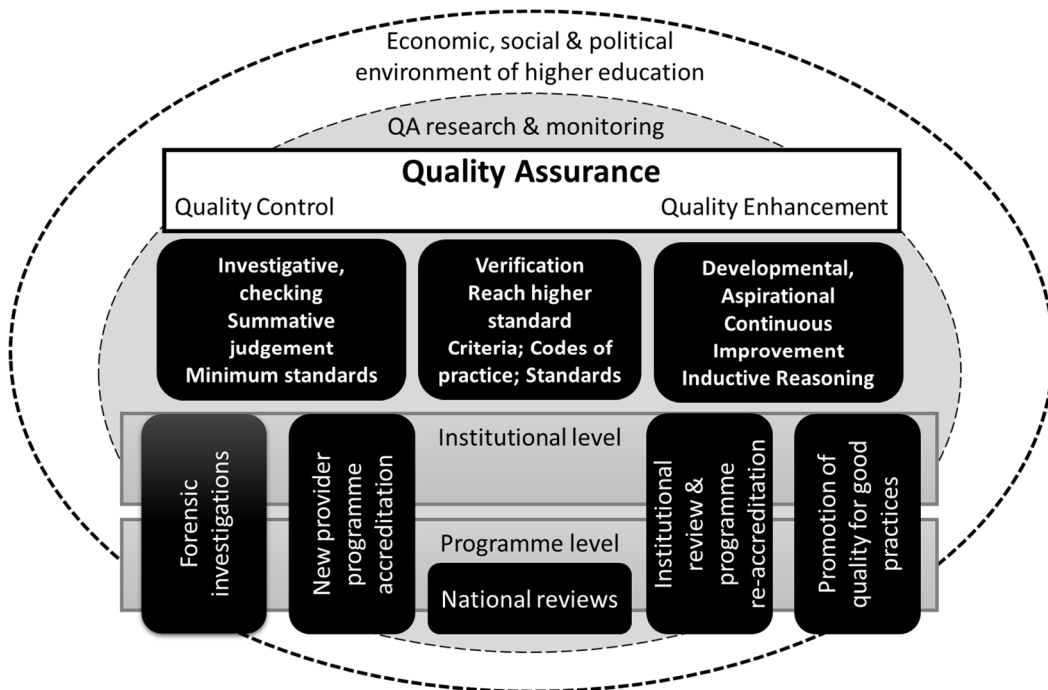 Economic, social & political
environment of higher education
QA research & monitoring
Quality Assurance
Quality Control
Quality Enhancement
Investigative,
checking
Summative
judgement
Minimum standards
Verification
Reach higher
standard
Criteria; Codes of
practice; Standards
Developmental,
Aspirational
Continuous
Improvement
Inductive Reasoning
Institutional level
Programme level
Forensic
investigations
New provider
programme
accreditation
National reviews
Institutional
review &
programme
re-accreditation
Promotion of
quality for good
practices